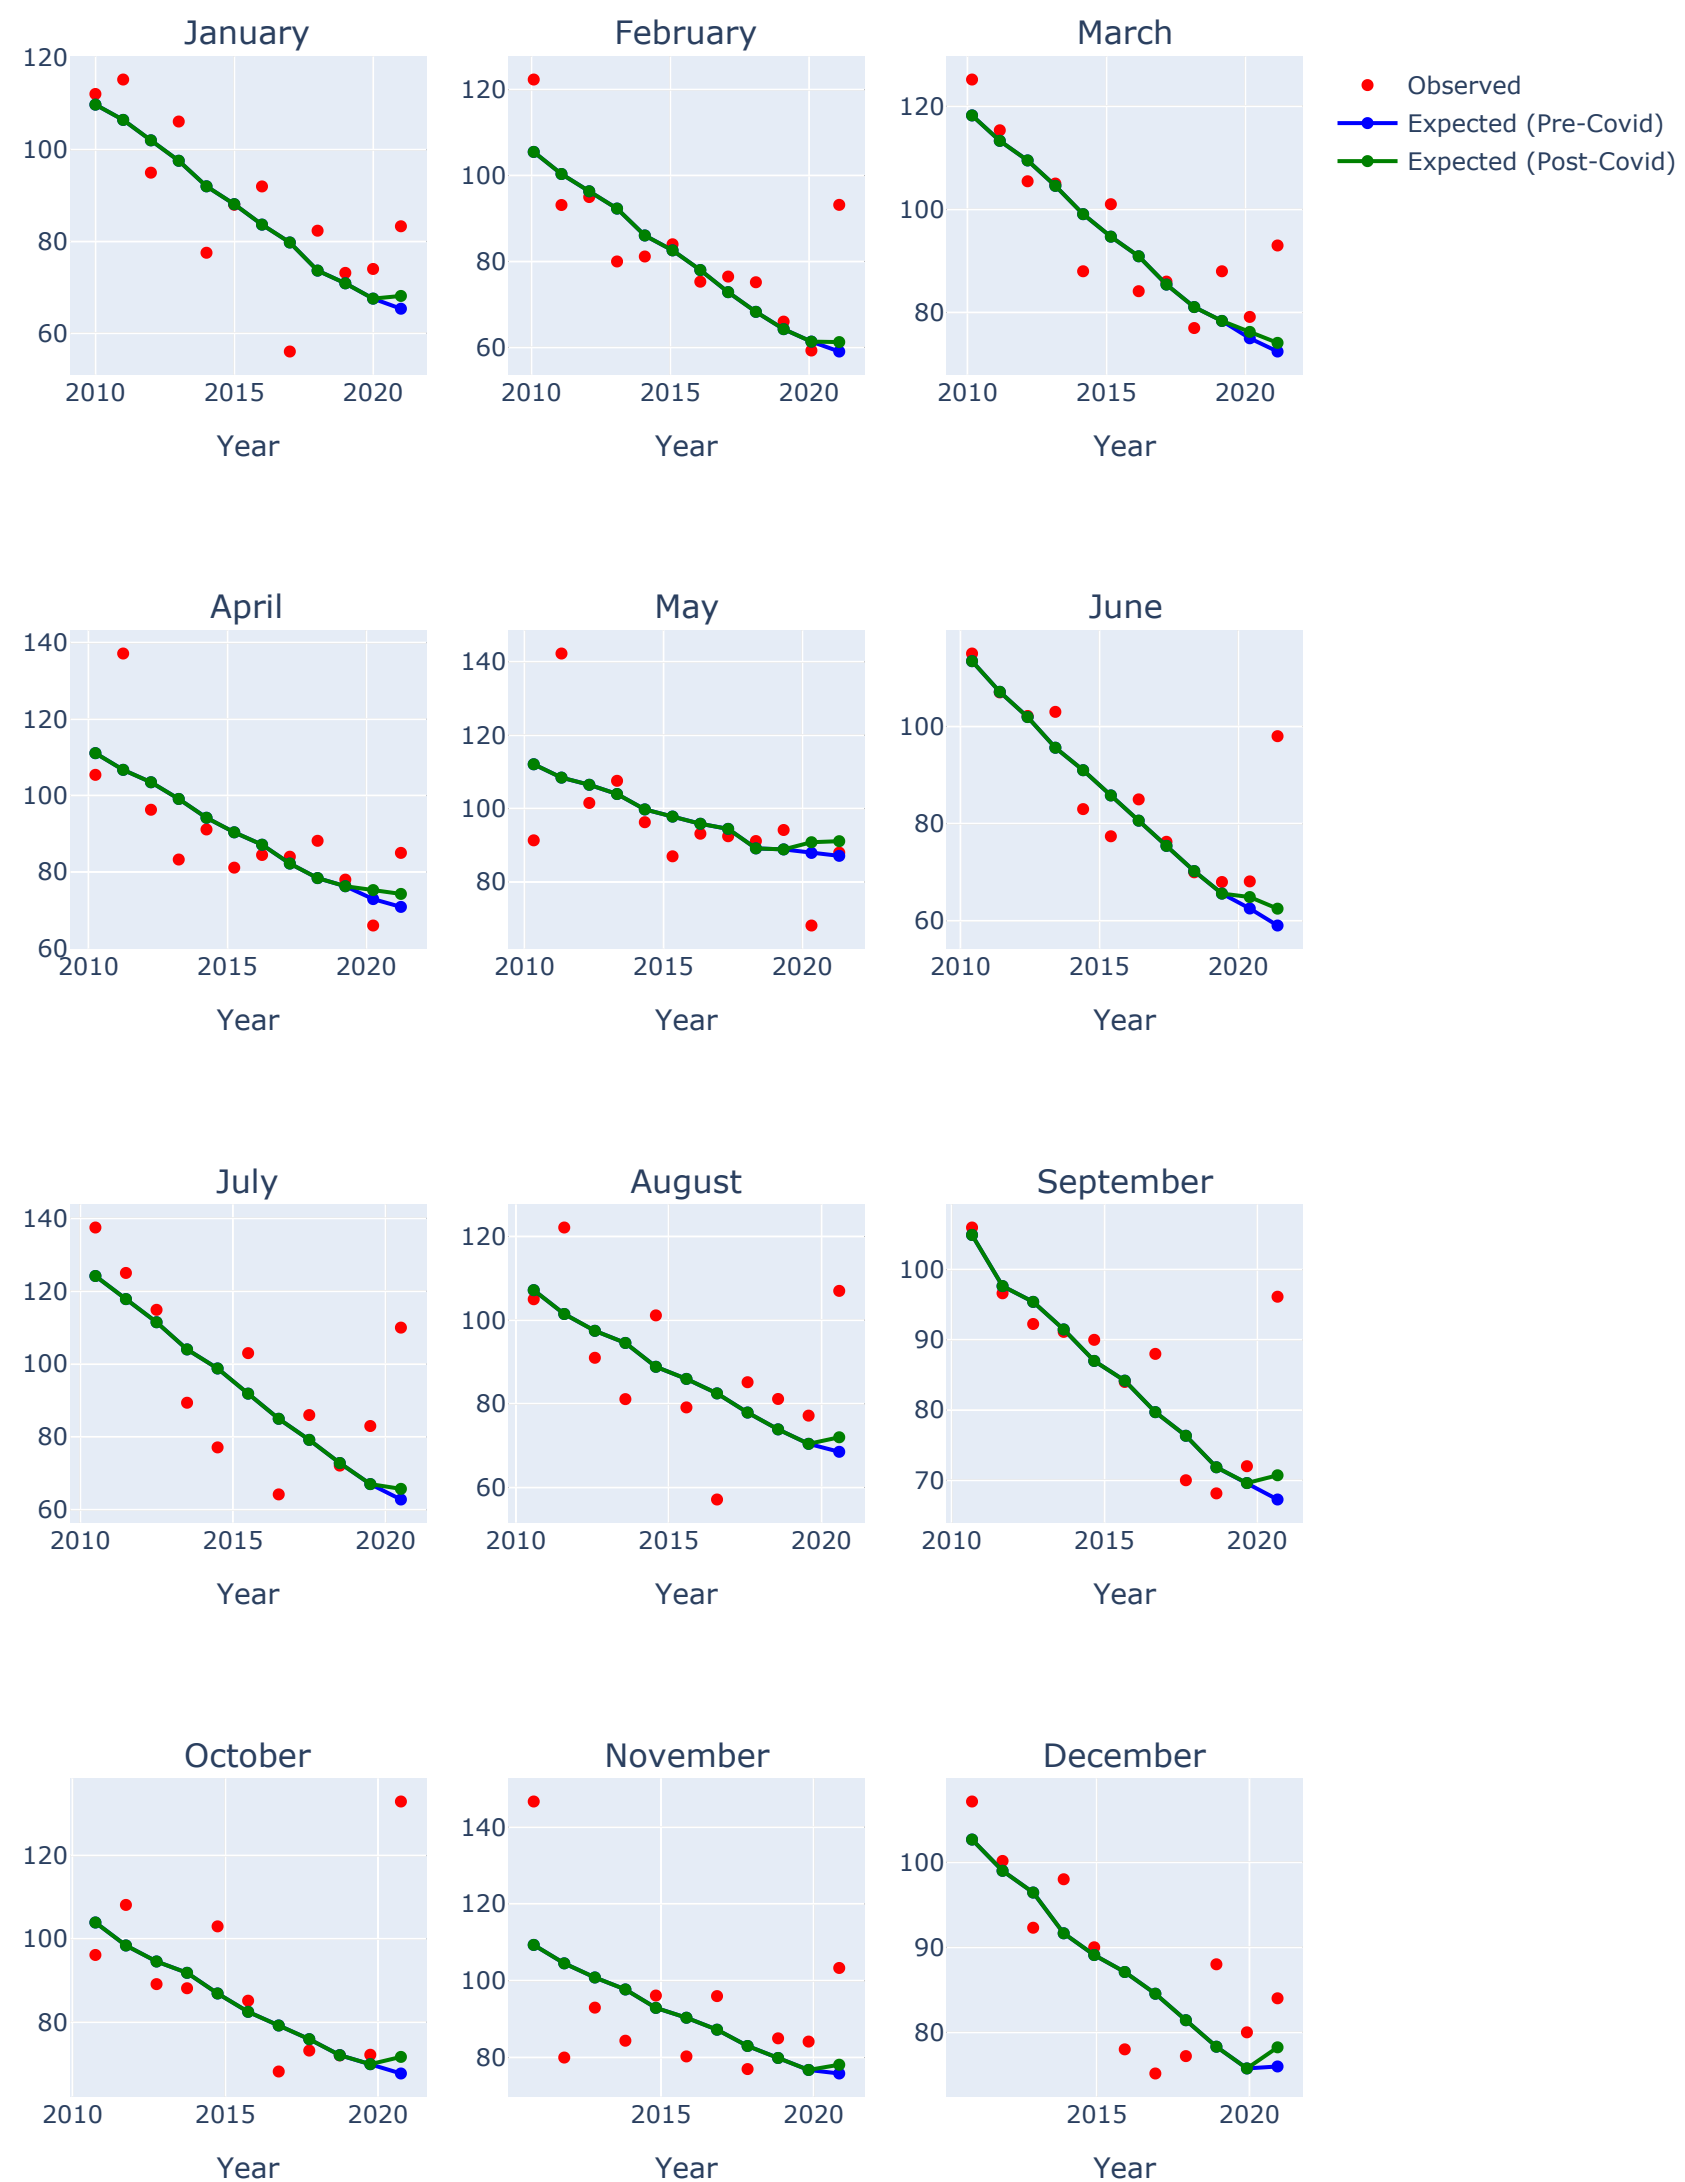 January February March
120
100
80
60
2010 2015 2020
Year
120
100
80
60
2010 2015 2020
Year
120
100
80
2010 2015 2020
Year
Observed
Expected (Pre-Covid)
Expected (Post-Covid)
April May June
140
120
100
80
60
2010 2015 2020
Year
140
120
100
80
2010 2015 2020
Year
100
80
60
2010 2015 2020
Year
July August September
140
120
100
80
60
2010 2015 2020
Year
120
100
80
60
2010 2015 2020
Year
100
90
80
70
2010 2015 2020
Year
October November December
120
100
80
2010 2015 2020
Year
140
120
100
80
2015 2020
Year
100
90
80
2015 2020
Year